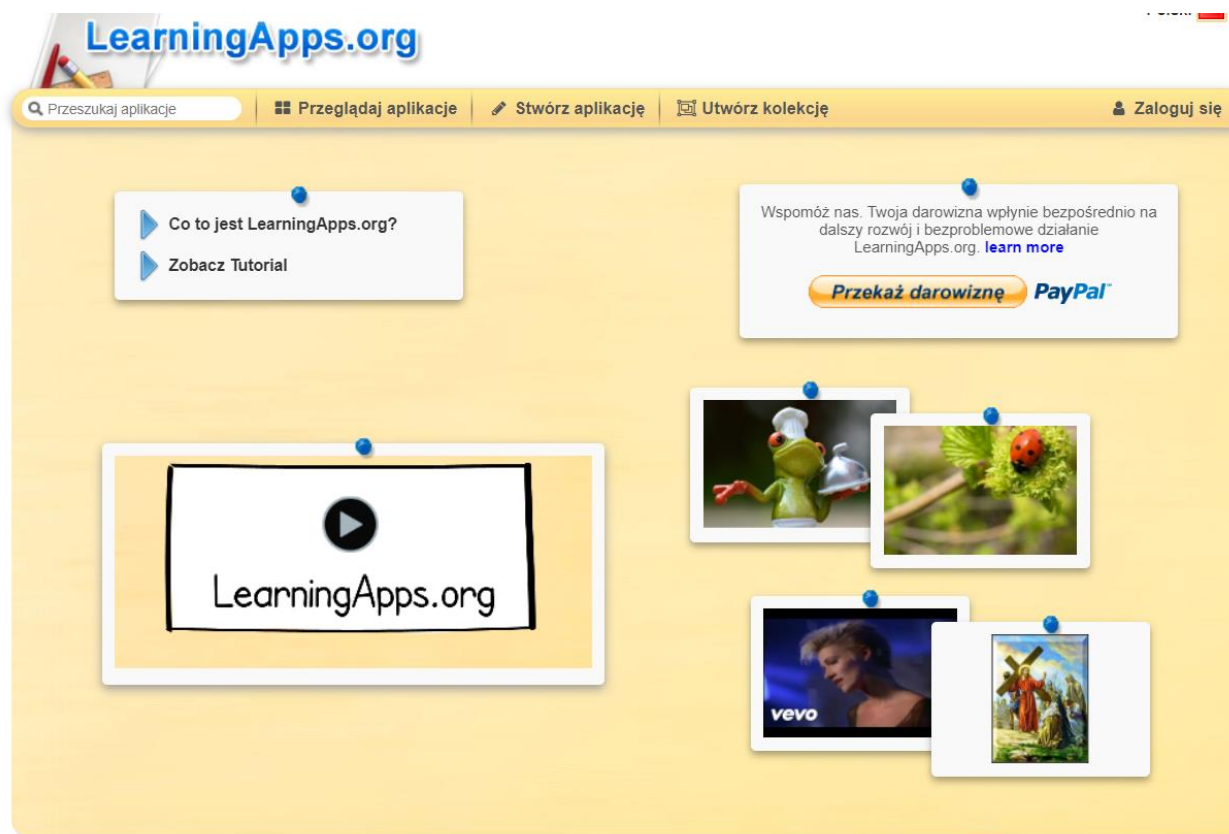 LearningApps.org
Przeszukaj aplikacje
Przeglądaj aplikacje
Stwórz aplikację
Utwórz kolekcję
Zaloguj się
Co to jest LearningApps.org?
Zobacz Tutorial
Wspomóż nas. Twoja darowizna wpłynie bezpośrednio na
dalszy rozwój i bezproblemowe działanie
LearningApps.org. learn more
Przekaż darowiznę PayPal™
LearningApps.org
vevo